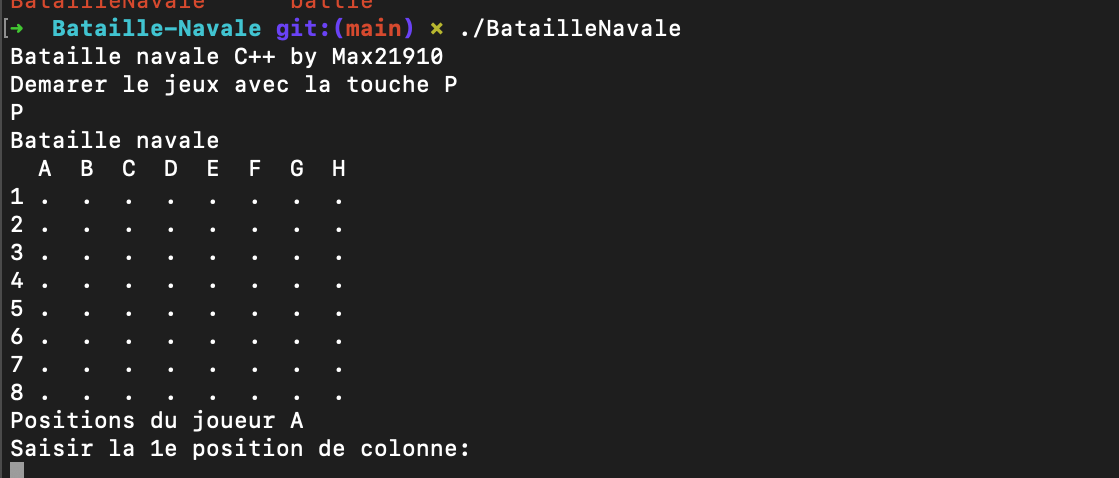 BatailleNavale battle
[➜ Bataille-Navale git:(main) × ./BatailleNavale
Bataille navale C++ by Max21910
Demarer le jeux avec la touche P
P
Bataille navale
A B C D E F G H
1 . . . . . . . .
2 . . . . . . . .
3 . . . . . . . .
4 . . . . . . . .
5 . . . . . . . .
6 . . . . . . . .
7 . . . . . . . .
8 . . . . . . . .
Positions du joueur A
Saisir la 1e position de colonne: